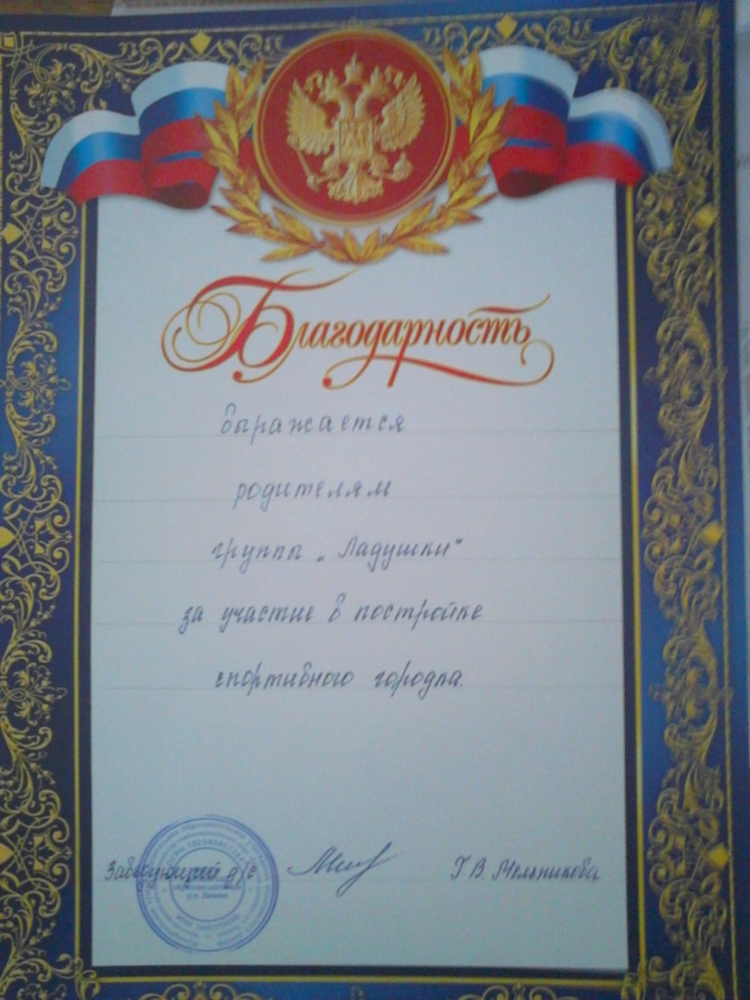 Благодарность
выражается
родителям
группы „Ладушки"
за участие в постройке
спортивного городка.
Заведующий д/с Г. В. Мельникова